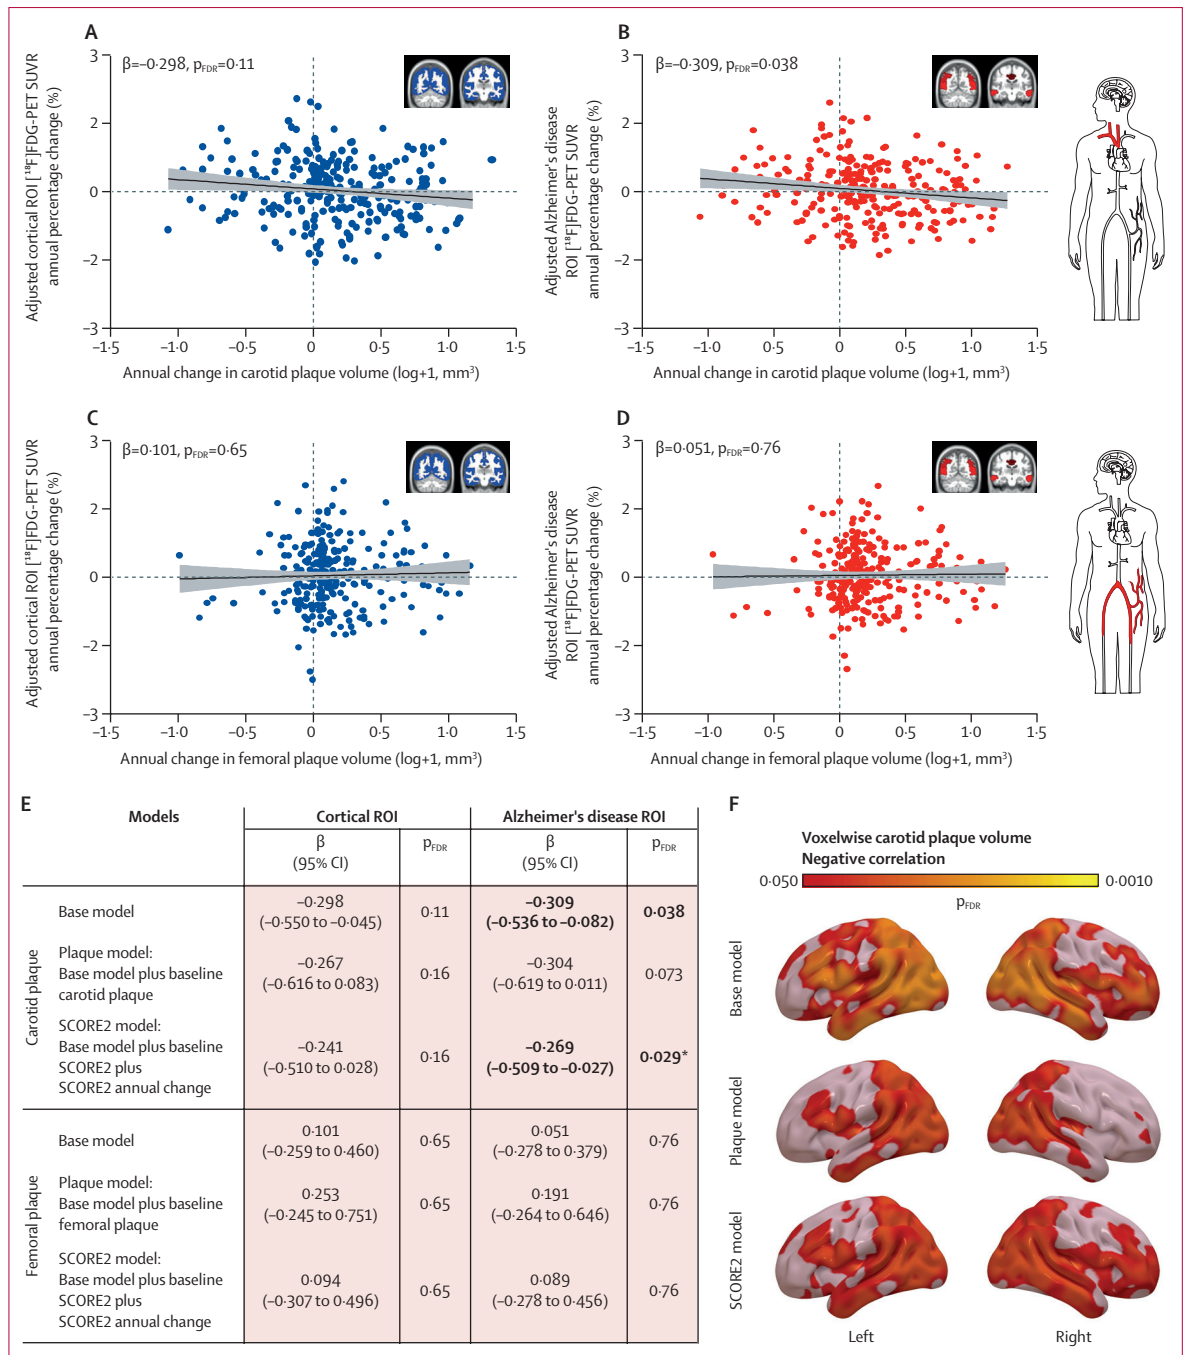 A
β=–0·298, pFDR=0·11
Adjusted cortical ROI [¹⁸F]FDG-PET SUVR
annual percentage change (%)
3
2
0
–2
–3
–1·5 –1·0 –0·5 0 0·5 1·0 1·5
Annual change in carotid plaque volume (log+1, mm³)
B
β=–0·309, pFDR=0·038
Adjusted Alzheimer's disease
ROI [¹⁸F]FDG-PET SUVR
annual percentage change (%)
3
2
0
–2
–3
–1·5 –1·0 0·5 0 0·5 1·0 1·5
Annual change in carotid plaque volume (log+1, mm³)
C
β=0·101, pFDR=0·65
Adjusted cortical ROI [¹⁸F]FDG-PET SUVR
annual percentage change (%)
3
2
0
–2
–3
–1·5 –1·0 –0·5 0 0·5 1·0 1·5
Annual change in femoral plaque volume (log+1, mm³)
D
β=0·051, pFDR=0·76
Adjusted Alzheimer's disease
ROI [¹⁸F]FDG-PET SUVR
annual percentage change (%)
3
2
0
–2
–3
–1·5 –1·0 0·5 0 0·5 1·0 1·5
Annual change in femoral plaque volume (log+1, mm³)
E
Models Cortical ROI Alzheimer's disease ROI
β pFDR β pFDR
(95% CI) (95% CI)
Carotid plaque
Base model –0·298 0·11 –0·309 0·038
(–0·550 to –0·045) (–0·536 to –0·082)
Plaque model:
Base model plus baseline –0·267 0·16 –0·304 0·073
carotid plaque (–0·616 to 0·083) (–0·619 to 0·011)
SCORE2 model:
Base model plus baseline –0·241 0·16 –0·269 0·029*
SCORE2 plus (–0·510 to 0·028) (–0·509 to –0·027)
SCORE2 annual change
Femoral plaque
Base model 0·101 0·65 0·051 0·76
(–0·259 to 0·460) (–0·278 to 0·379)
Plaque model:
Base model plus baseline 0·253 0·65 0·191 0·76
femoral plaque (–0·245 to 0·751) (–0·264 to 0·646)
SCORE2 model:
Base model plus baseline 0·094 0·65 0·089 0·76
SCORE2 plus (–0·307 to 0·496) (–0·278 to 0·456)
SCORE2 annual change
F
Voxelwise carotid plaque volume
Negative correlation
0·050 0·0010
pFDR
Base model
Plaque model
SCORE2 model
Left Right